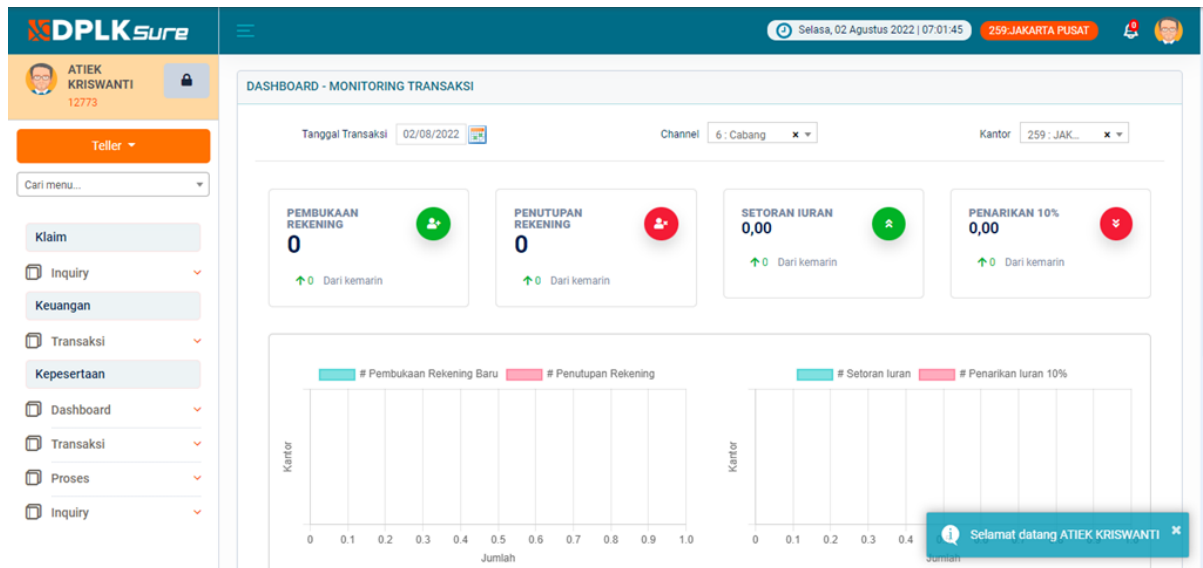 DPLKSure
Selasa, 02 Agustus 2022 | 07:01:45
259:JAKARTA PUSAT
ATIEK
KRISWANTI
12773
Teller
Cari menu...
Klaim
Inquiry
Keuangan
Transaksi
Kepesertaan
Dashboard
Transaksi
Proses
Inquiry
DASHBOARD - MONITORING TRANSAKSI
Tanggal Transaksi 02/08/2022
Channel 6 : Cabang x
Kantor 259 : JAK... x
PEMBUKAAN
REKENING
0
0 Dari kemarin
PENUTUPAN
REKENING
0
0 Dari kemarin
SETORAN IURAN
0,00
0 Dari kemarin
PENARIKAN 10%
0,00
0 Dari kemarin
# Pembukaan Rekening Baru # Penutupan Rekening
Kantor
0 0.1 0.2 0.3 0.4 0.5 0.6 0.7 0.8 0.9 1.0
Jumlah
# Setoran Iuran # Penarikan Iuran 10%
Kantor
0 0.1 0.2 0.3 0.4
Jumlah
Selamat datang ATIEK KRISWANTI ×